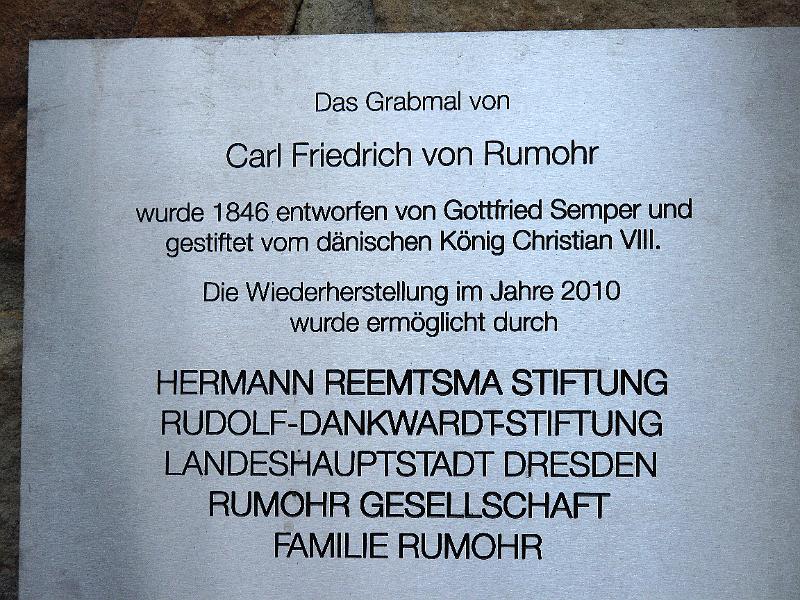 Das Grabmal von
Carl Friedrich von Rumohr
wurde 1846 entworfen von Gottfried Semper und
gestiftet vom dänischen König Christian VIII.
Die Wiederherstellung im Jahre 2010
wurde ermöglicht durch
HERMANN REEMTSMA STIFTUNG
RUDOLF-DANKWARDT-STIFTUNG
LANDESHAUPTSTADT DRESDEN
RUMOHR GESELLSCHAFT
FAMILIE RUMOHR